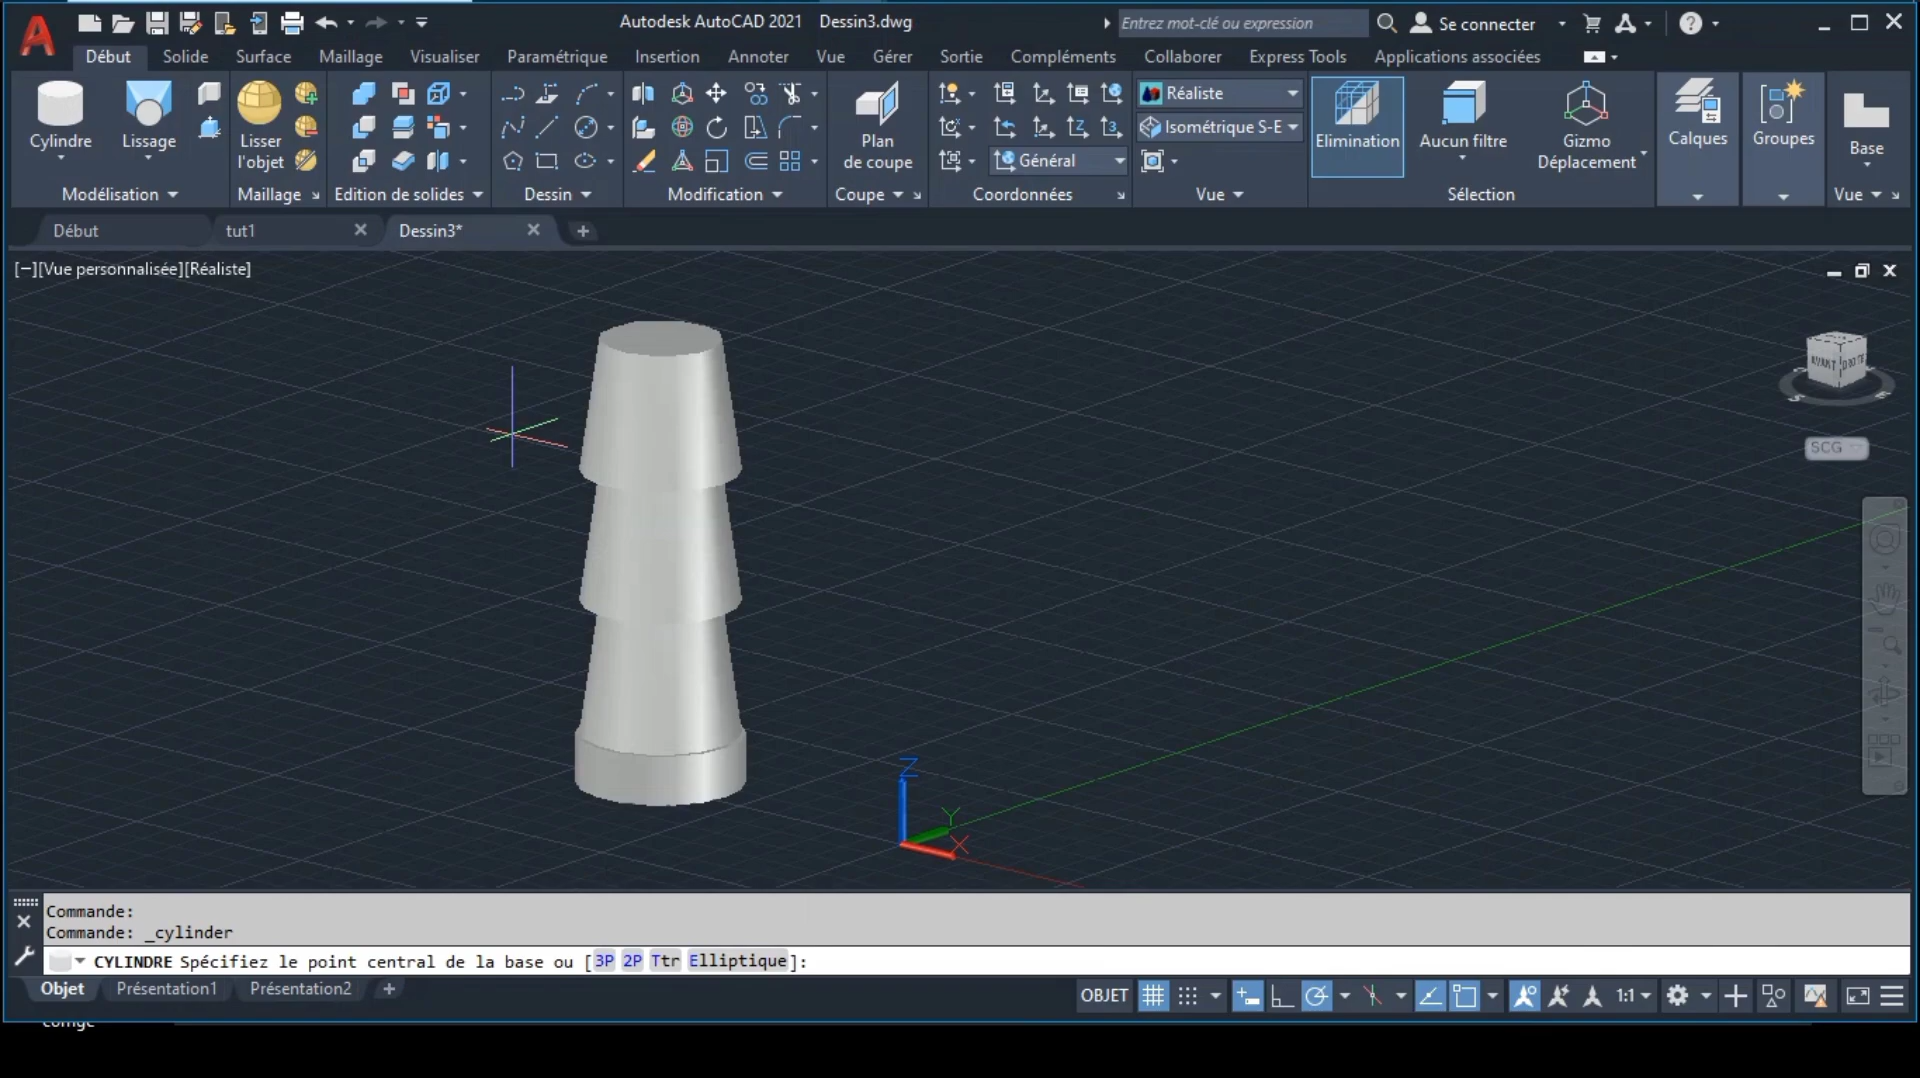 Autodesk AutoCAD 2021 Dessin3.dwg
Entrez mot-clé ou expression
Se connecter
Début Solide Surface Maillage Visualiser Paramétrique Insertion Annoter Vue Gérer Sortie Compléments Collaborer Express Tools Applications associées
Cylindre
Lissage
Lisser
l'objet
Plan
de coupe
Général
Réaliste
Isométrique S-E
Elimination
Aucun filtre
Gizmo
Déplacement
Calques
Groupes
Base
Modélisation Maillage Edition de solides Dessin Modification Coupe Coordonnées Vue Sélection Vue
Début tut1 Dessin3*
[−][Vue personnalisée][Réaliste]
AVANT
S
E
SCG
Z
Y
X
Commande:
Commande: _cylinder
CYLINDRE Spécifiez le point central de la base ou [3P 2P Ttr Elliptique]:
Objet Présentation1 Présentation2
OBJET 1:1